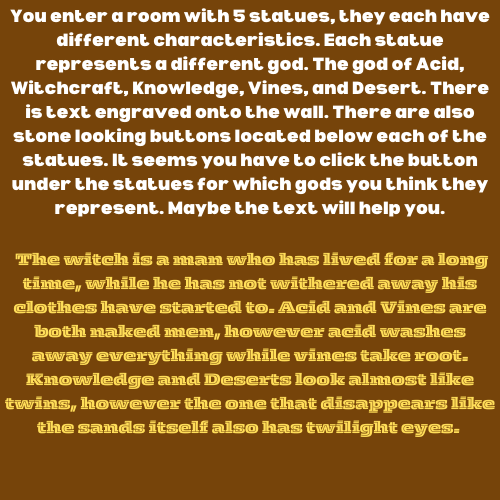 You enter a room with 5 statues, they each have
different characteristics. Each statue
represents a different god. The god of Acid,
Witchcraft, Knowledge, Vines, and Desert. There
is text engraved onto the wall. There are also
stone looking buttons located below each of the
statues. It seems you have to click the button
under the statues for which gods you think they
represent. Maybe the text will help you.
The witch is a man who has lived for a long
time, while he has not withered away his
clothes have started to. Acid and Vines are
both naked men, however acid washes
away everything while vines take root.
Knowledge and Deserts look almost like
twins, however the one that disappears like
the sands itself also has twilight eyes.